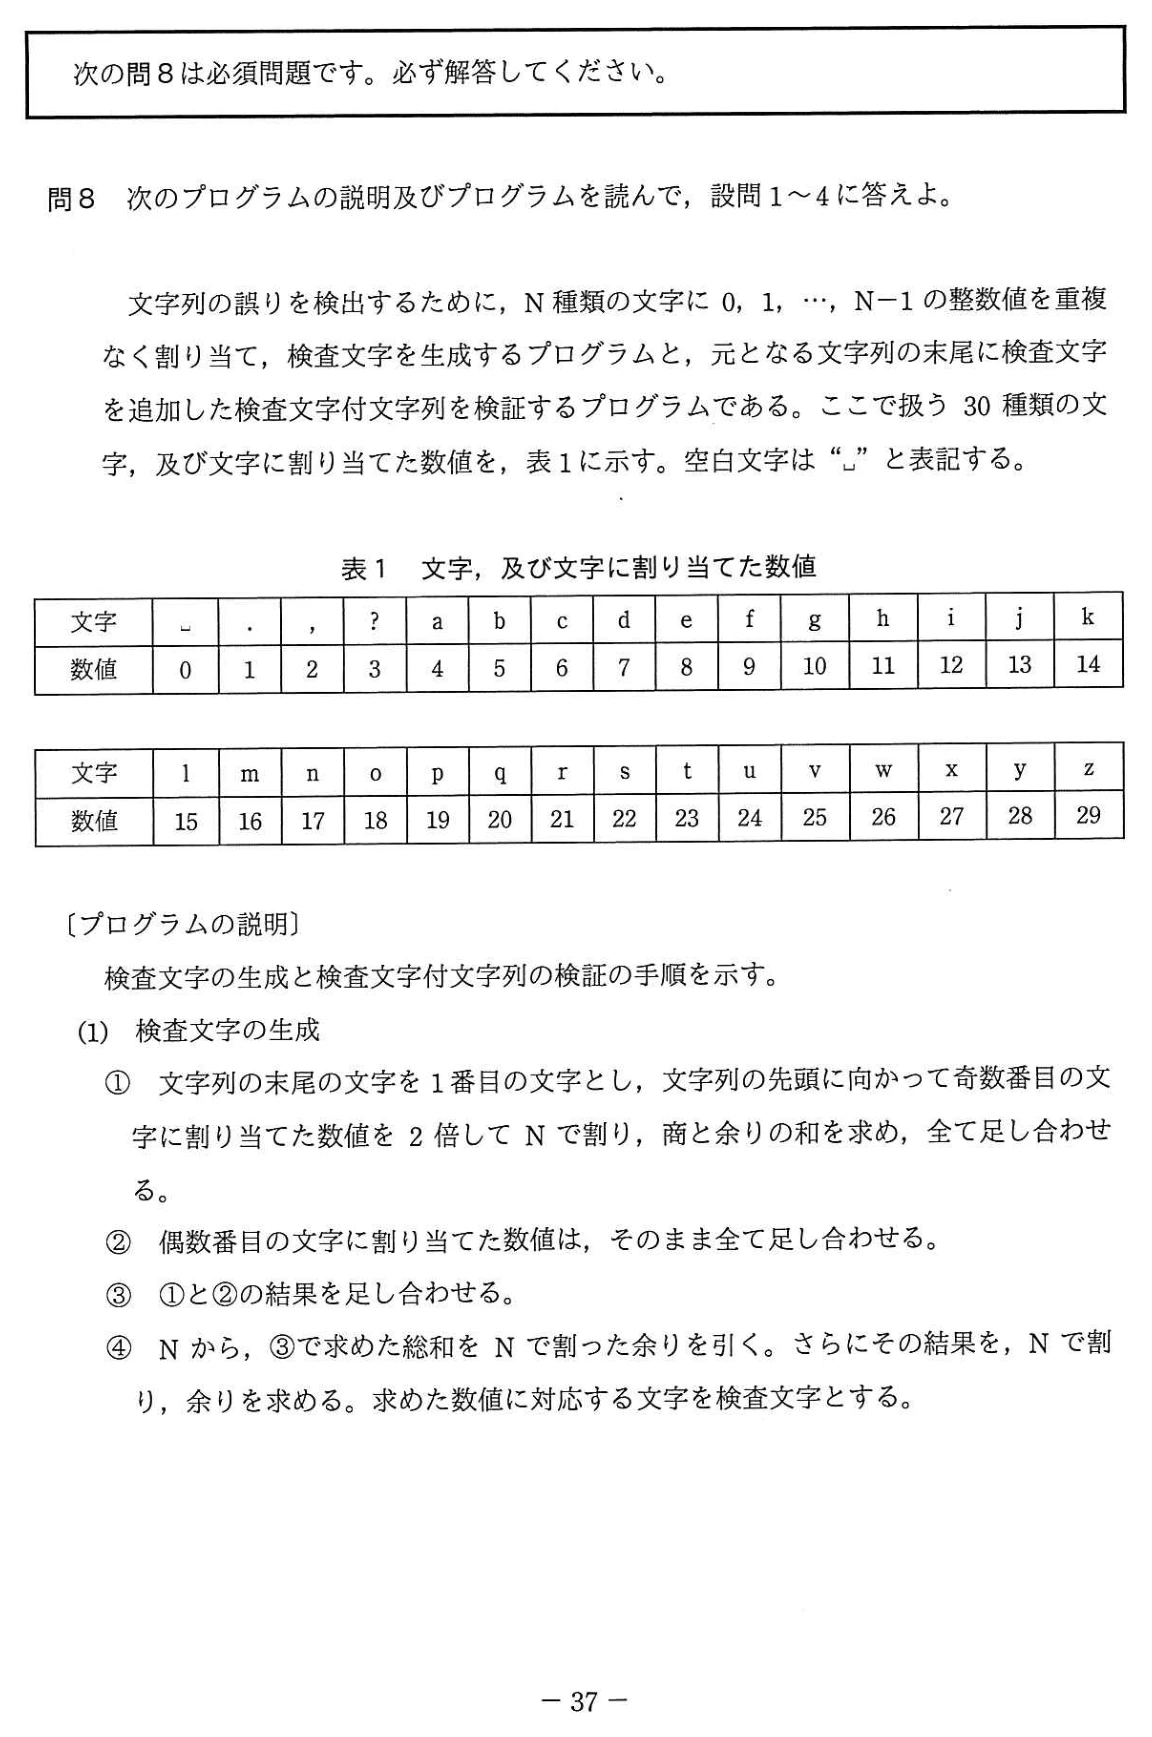 次の問8は必須問題です。必ず解答してください。
問8　次のプログラムの説明及びプログラムを読んで，設問1～4に答えよ。
文字列の誤りを検出するために，N種類の文字に 0，1，…，N−1の整数値を重複
なく割り当て，検査文字を生成するプログラムと，元となる文字列の末尾に検査文字
を追加した検査文字付文字列を検証するプログラムである。ここで扱う 30 種類の文
字，及び文字に割り当てた数値を，表1に示す。空白文字は“␣”と表記する。
表1　文字，及び文字に割り当てた数値
文字 ␣ . , ? a b c d e f g h i j k
数値 0 1 2 3 4 5 6 7 8 9 10 11 12 13 14
文字 l m n o p q r s t u v w x y z
数値 15 16 17 18 19 20 21 22 23 24 25 26 27 28 29
〔プログラムの説明〕
検査文字の生成と検査文字付文字列の検証の手順を示す。
(1)　検査文字の生成
①　文字列の末尾の文字を1番目の文字とし，文字列の先頭に向かって奇数番目の文
字に割り当てた数値を 2 倍して N で割り，商と余りの和を求め，全て足し合わせ
る。
②　偶数番目の文字に割り当てた数値は，そのまま全て足し合わせる。
③　①と②の結果を足し合わせる。
④　N から，③で求めた総和を N で割った余りを引く。さらにその結果を，N で割
り，余りを求める。求めた数値に対応する文字を検査文字とする。
− 37 −